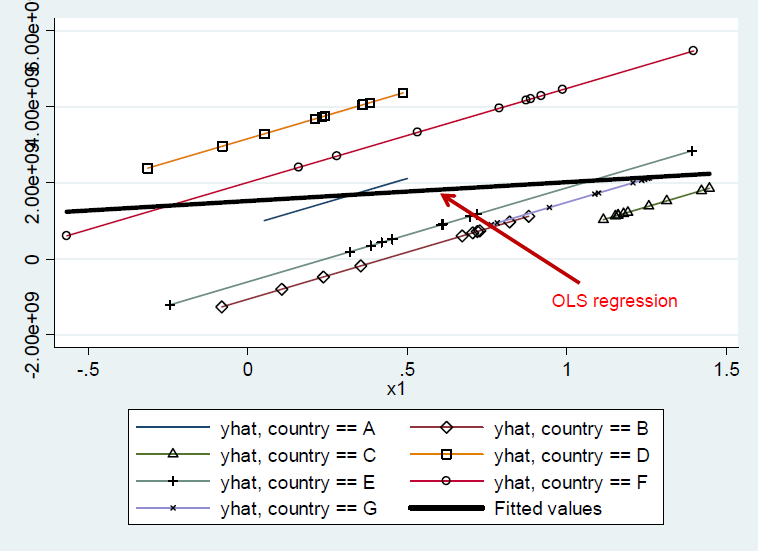 6.00e+0
4.00e+09
2.00e+09
0
-2.00e+09
OLS regression
-.5 0 .5 1 1.5
x1
yhat, country == A yhat, country == B
yhat, country == C yhat, country == D
yhat, country == E yhat, country == F
yhat, country == G Fitted values